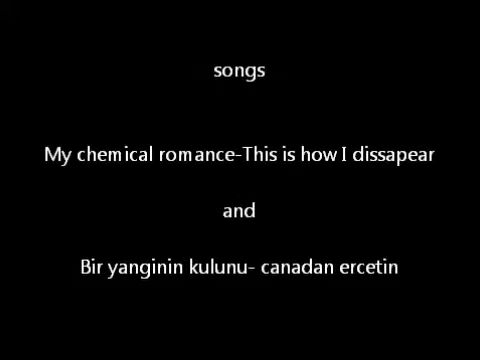 songs
My chemical romance-This is how I dissapear
and
Bir yanginin kulunu- canadan ercetin